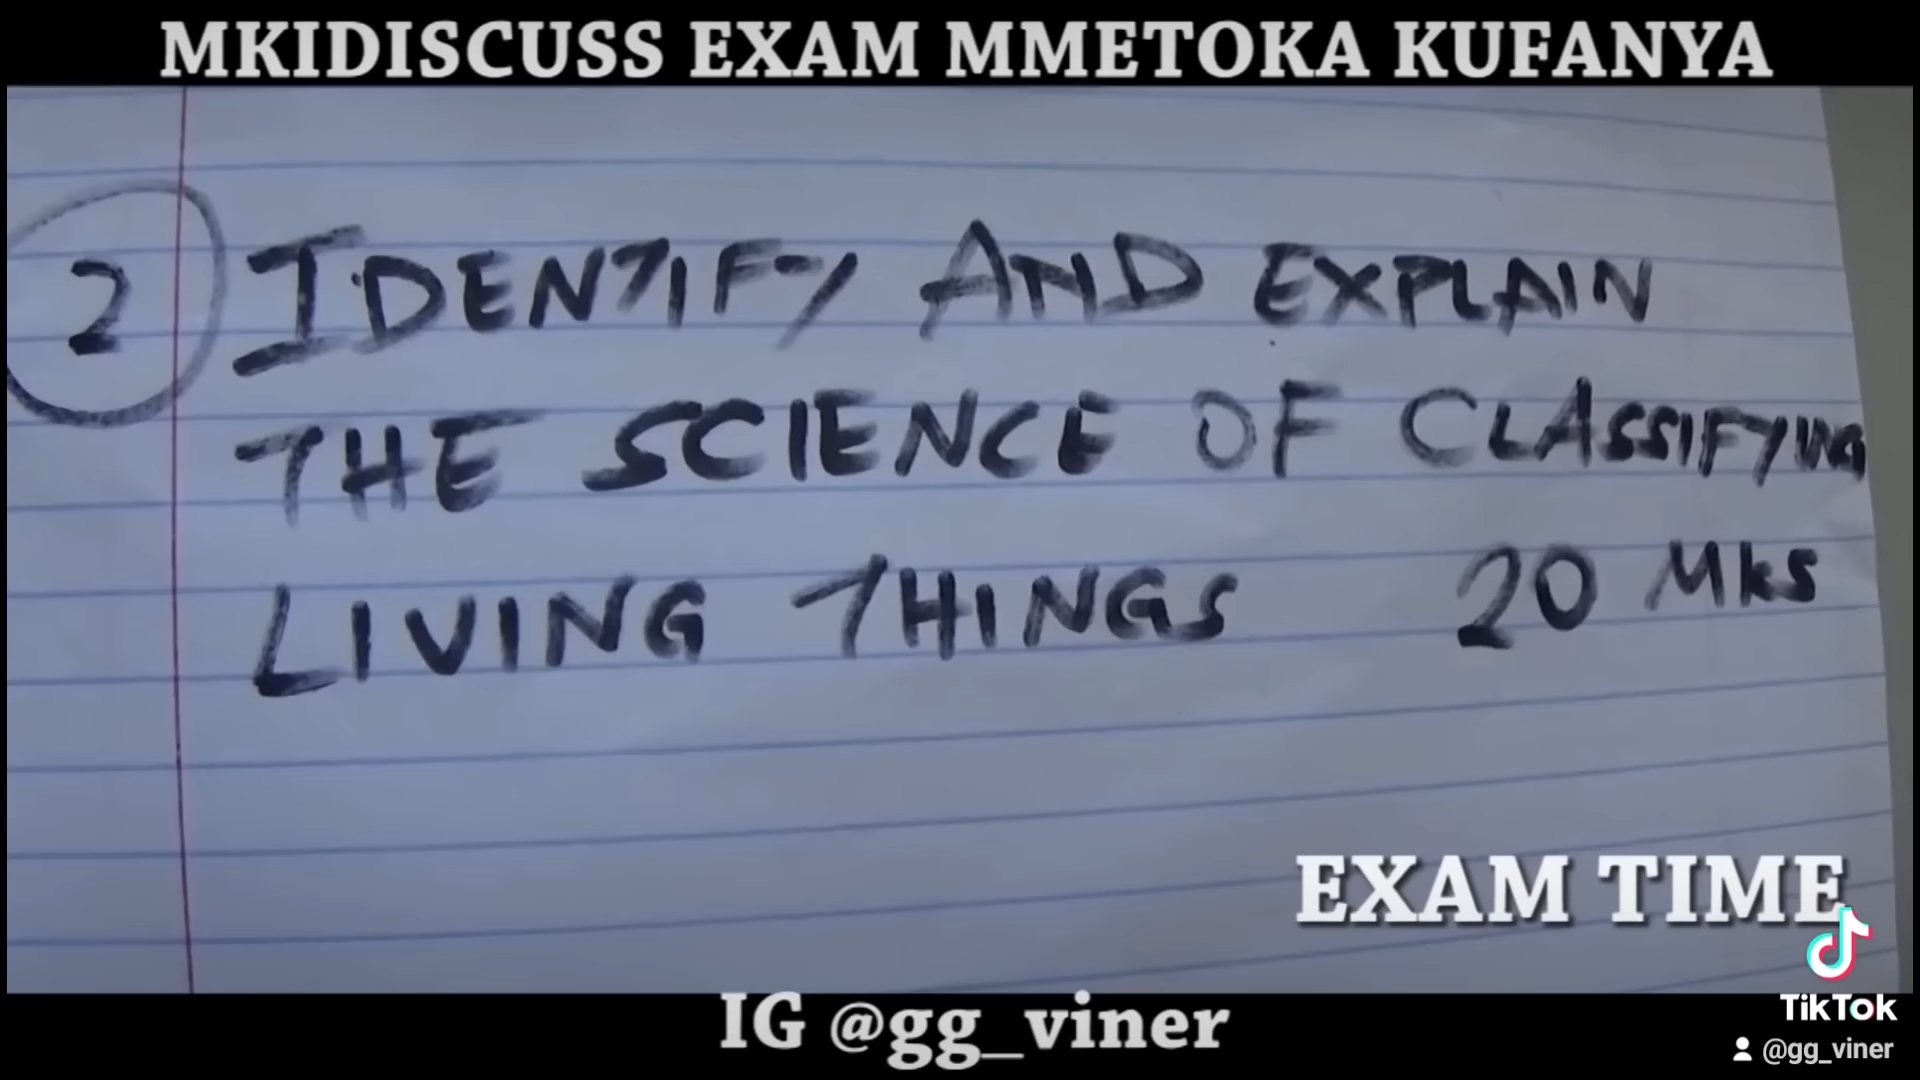 MKIDISCUSS EXAM MMETOKA KUFANYA
2 IDENTIFY AND EXPLAIN
THE SCIENCE OF CLASSIFYING
LIVING THINGS 20 Mks
EXAM TIME
TikTok
IG @gg_viner
@gg_viner